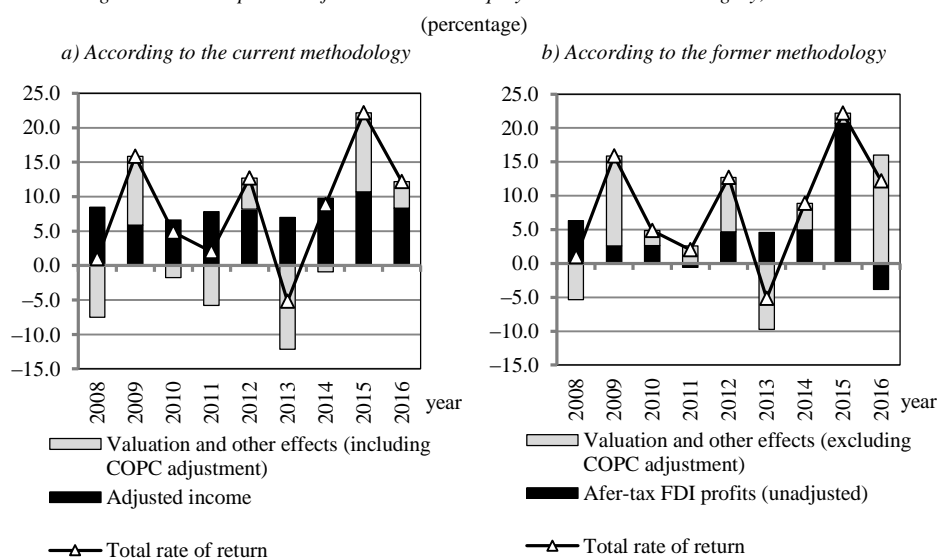 (percentage)
a) According to the current methodology
25.0
20.0
15.0
10.0
5.0
0.0
–5.0
–10.0
–15.0
2008
2009
2010
2011
2012
2013
2014
2015
2016
year
Valuation and other effects (including
COPC adjustment)
Adjusted income
Total rate of return
b) According to the former methodology
25.0
20.0
15.0
10.0
5.0
0.0
–5.0
–10.0
–15.0
2008
2009
2010
2011
2012
2013
2014
2015
2016
year
Valuation and other effects (excluding
COPC adjustment)
Afer-tax FDI profits (unadjusted)
Total rate of return